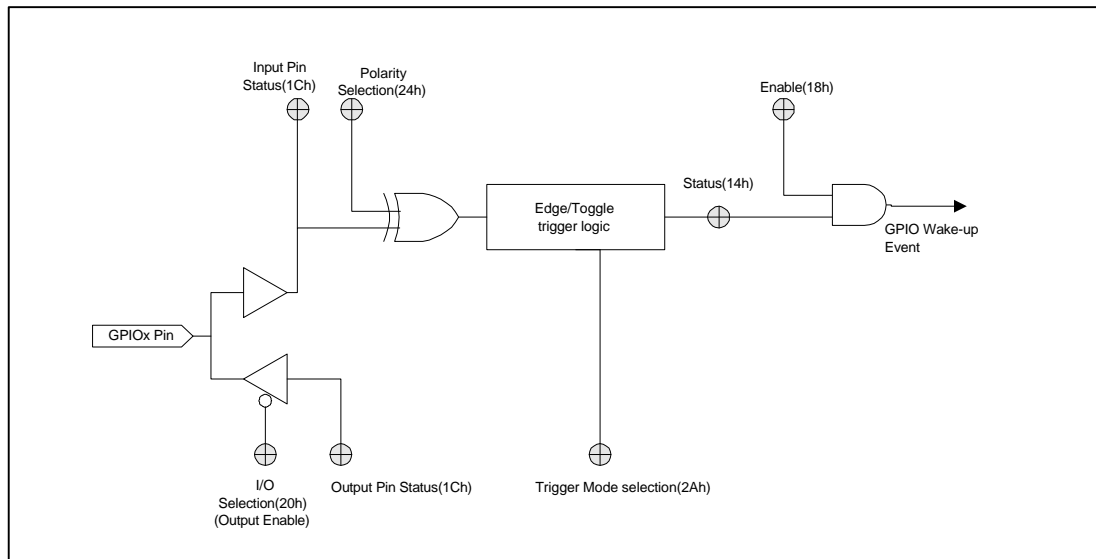 Input Pin
Status(1Ch)
Polarity
Selection(24h)
Enable(18h)
Status(14h)
Edge/Toggle
trigger logic
GPIO Wake-up
Event
GPIOx Pin
I/O
Selection(20h)
(Output Enable)
Output Pin Status(1Ch)
Trigger Mode selection(2Ah)